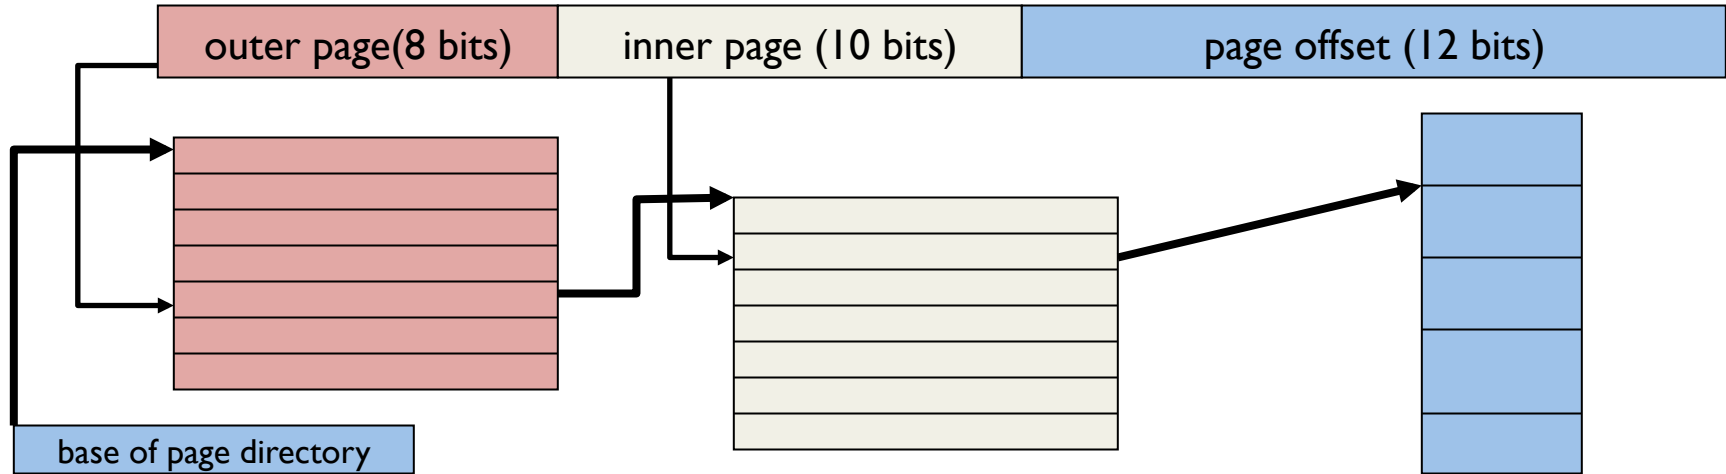 outer page(8 bits)
inner page (10 bits)
page offset (12 bits)
base of page directory